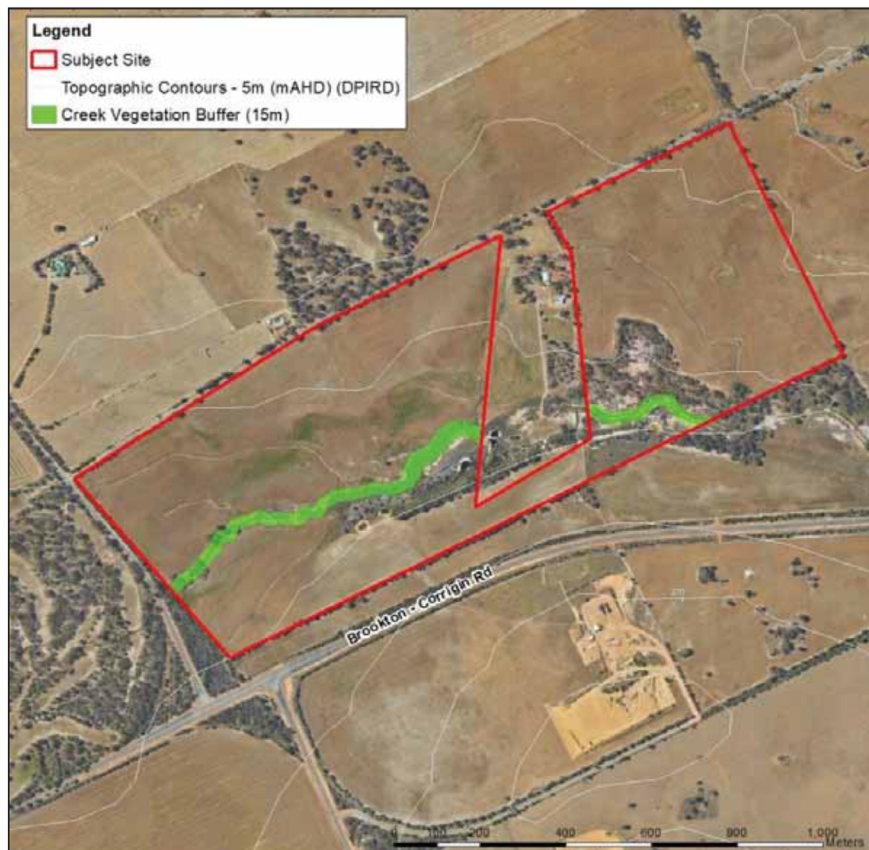 Legend
Subject Site
Topographic Contours - 5m (mAHD) (DPIRD)
Creek Vegetation Buffer (15m)
Brookton - Corrigin Rd
0 100 200 400 600 800 1,000
Meters